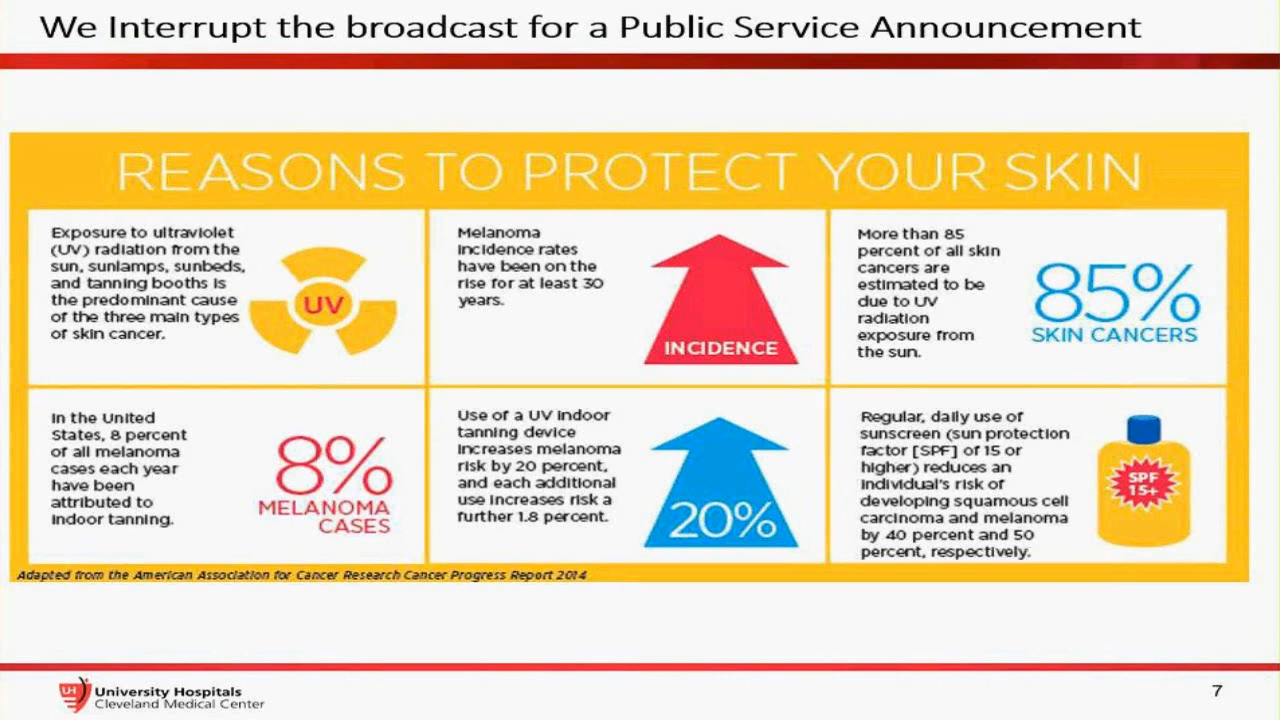 We Interrupt the broadcast for a Public Service Announcement
REASONS TO PROTECT YOUR SKIN
Exposure to ultraviolet
(UV) radiation from the
sun, sunlamps, sunbeds,
and tanning booths is
the predominant cause
of the three main types
of skin cancer.
UV
Melanoma
incidence rates
have been on the
rise for at least 30
years.
INCIDENCE
More than 85
percent of all skin
cancers are
estimated to be
due to UV
radiation
exposure from
the sun.
85%
SKIN CANCERS
In the United
States, 8 percent
of all melanoma
cases each year
have been
attributed to
indoor tanning.
8%
MELANOMA
CASES
Use of a UV indoor
tanning device
increases melanoma
risk by 20 percent,
and each additional
use increases risk a
further 1.8 percent.
20%
Regular, daily use of
sunscreen (sun protection
factor [SPF] of 15 or
higher) reduces an
individual's risk of
developing squamous cell
carcinoma and melanoma
by 40 percent and 50
percent, respectively.
SPF
15+
Adapted from the American Association for Cancer Research Cancer Progress Report 2014
UH
University Hospitals
Cleveland Medical Center
7